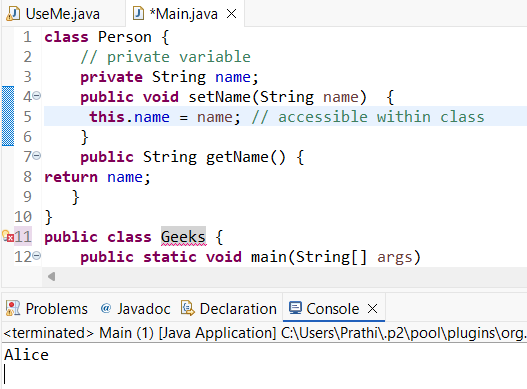 UseMe.java *Main.java
1 class Person {
2 // private variable
3 private String name;
4 public void setName(String name) {
5 this.name = name; // accessible within class
6 }
7 public String getName() {
8 return name;
9 }
10 }
11 public class Geeks {
12 public static void main(String[] args)
Problems Javadoc Declaration Console
<terminated> Main (1) [Java Application] C:\Users\Prathi\.p2\pool\plugins\org.
Alice